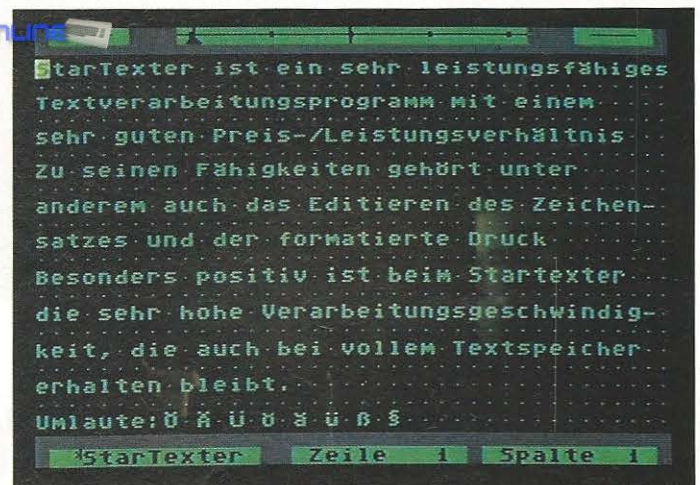 StarTexter ist ein sehr leistungsfähiges
Textverarbeitungsprogramm mit einem
sehr guten Preis-/Leistungsverhältnis
Zu seinen Fähigkeiten gehört unter
anderem auch das Editieren des Zeichen-
satzes und der formatierte Druck
Besonders positiv ist beim Startexter
die sehr hohe Verarbeitungsgeschwindig-
keit, die auch bei vollem Textspeicher
erhalten bleibt.
Umlaute:Ö Ä Ü ö ä ü ß §
*StarTexter Zeile 1 Spalte 1